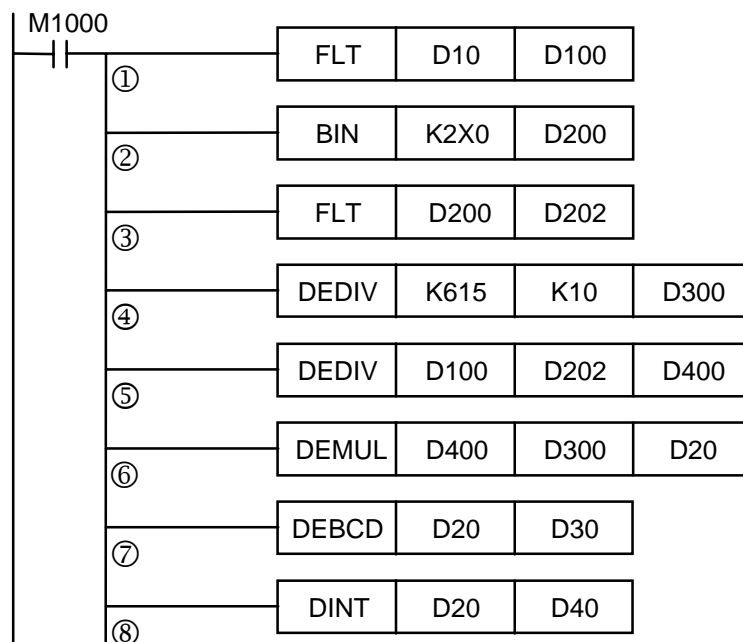 M1000
FLT D10 D100
①
BIN K2X0 D200
②
FLT D200 D202
③
DEDIV K615 K10 D300
④
DEDIV D100 D202 D400
⑤
DEMUL D400 D300 D20
⑥
DEBCD D20 D30
⑦
DINT D20 D40
⑧